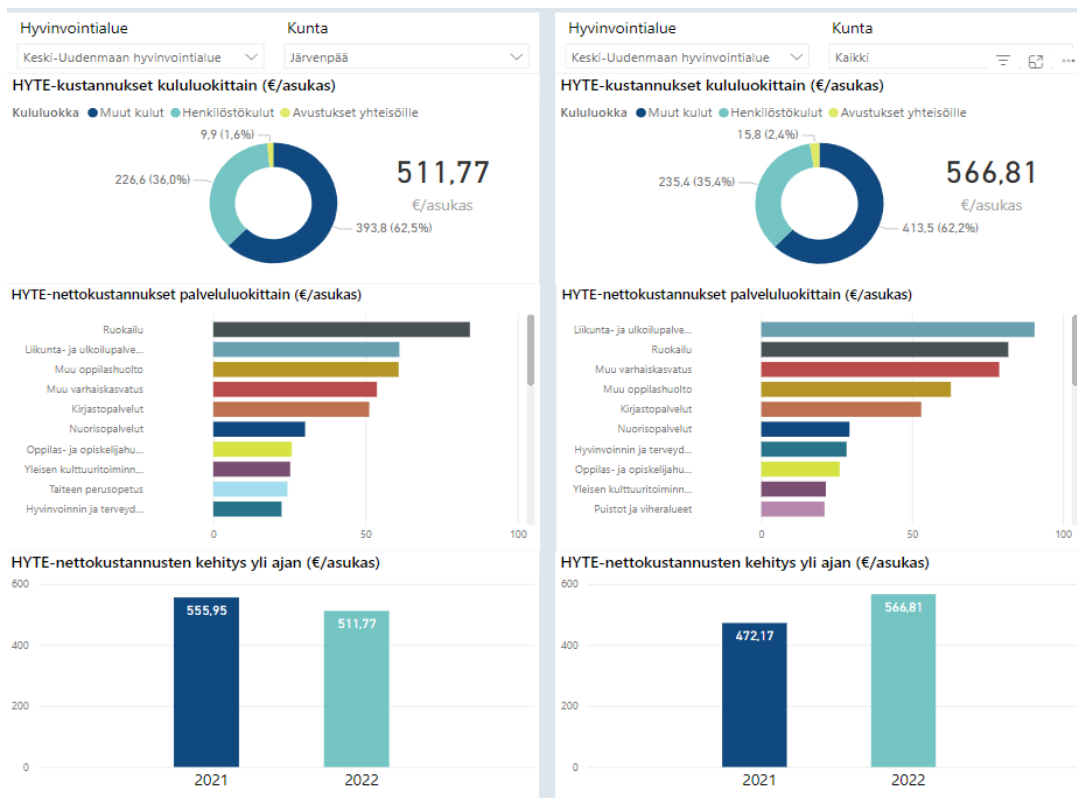 Hyvinvointialue Kunta
Keski-Uudenmaan hyvinvointialue Järvenpää
HYTE-kustannukset kululuokittain (€/asukas)
Kululuokka Muut kulut Henkilöstökulut Avustukset yhteisöille
9,9 (1,6%)
226,6 (36,0%)
393,8 (62,5%)
511,77
€/asukas
HYTE-nettokustannukset palveluluokittain (€/asukas)
Ruokailu
Liikunta- ja ulkoilupalve...
Muu oppilashuolto
Muu varhaiskasvatus
Kirjastopalvelut
Nuorisopalvelut
Oppilas- ja opiskelijahu...
Yleisen kulttuuritoiminn...
Taiteen perusopetus
Hyvinvoinnin ja terveyd...
0 50 100
HYTE-nettokustannusten kehitys yli ajan (€/asukas)
600
400
200
0
555,95
511,77
2021 2022
Hyvinvointialue Kunta
Keski-Uudenmaan hyvinvointialue Kaikki
HYTE-kustannukset kululuokittain (€/asukas)
Kululuokka Muut kulut Henkilöstökulut Avustukset yhteisöille
15,8 (2,4%)
235,4 (35,4%)
413,5 (62,2%)
566,81
€/asukas
HYTE-nettokustannukset palveluluokittain (€/asukas)
Liikunta- ja ulkoilupalve...
Ruokailu
Muu varhaiskasvatus
Muu oppilashuolto
Kirjastopalvelut
Nuorisopalvelut
Hyvinvoinnin ja terveyd...
Oppilas- ja opiskelijahu...
Yleisen kulttuuritoiminn...
Puistot ja viheralueet
0 50 100
HYTE-nettokustannusten kehitys yli ajan (€/asukas)
600
400
200
0
472,17
566,81
2021 2022